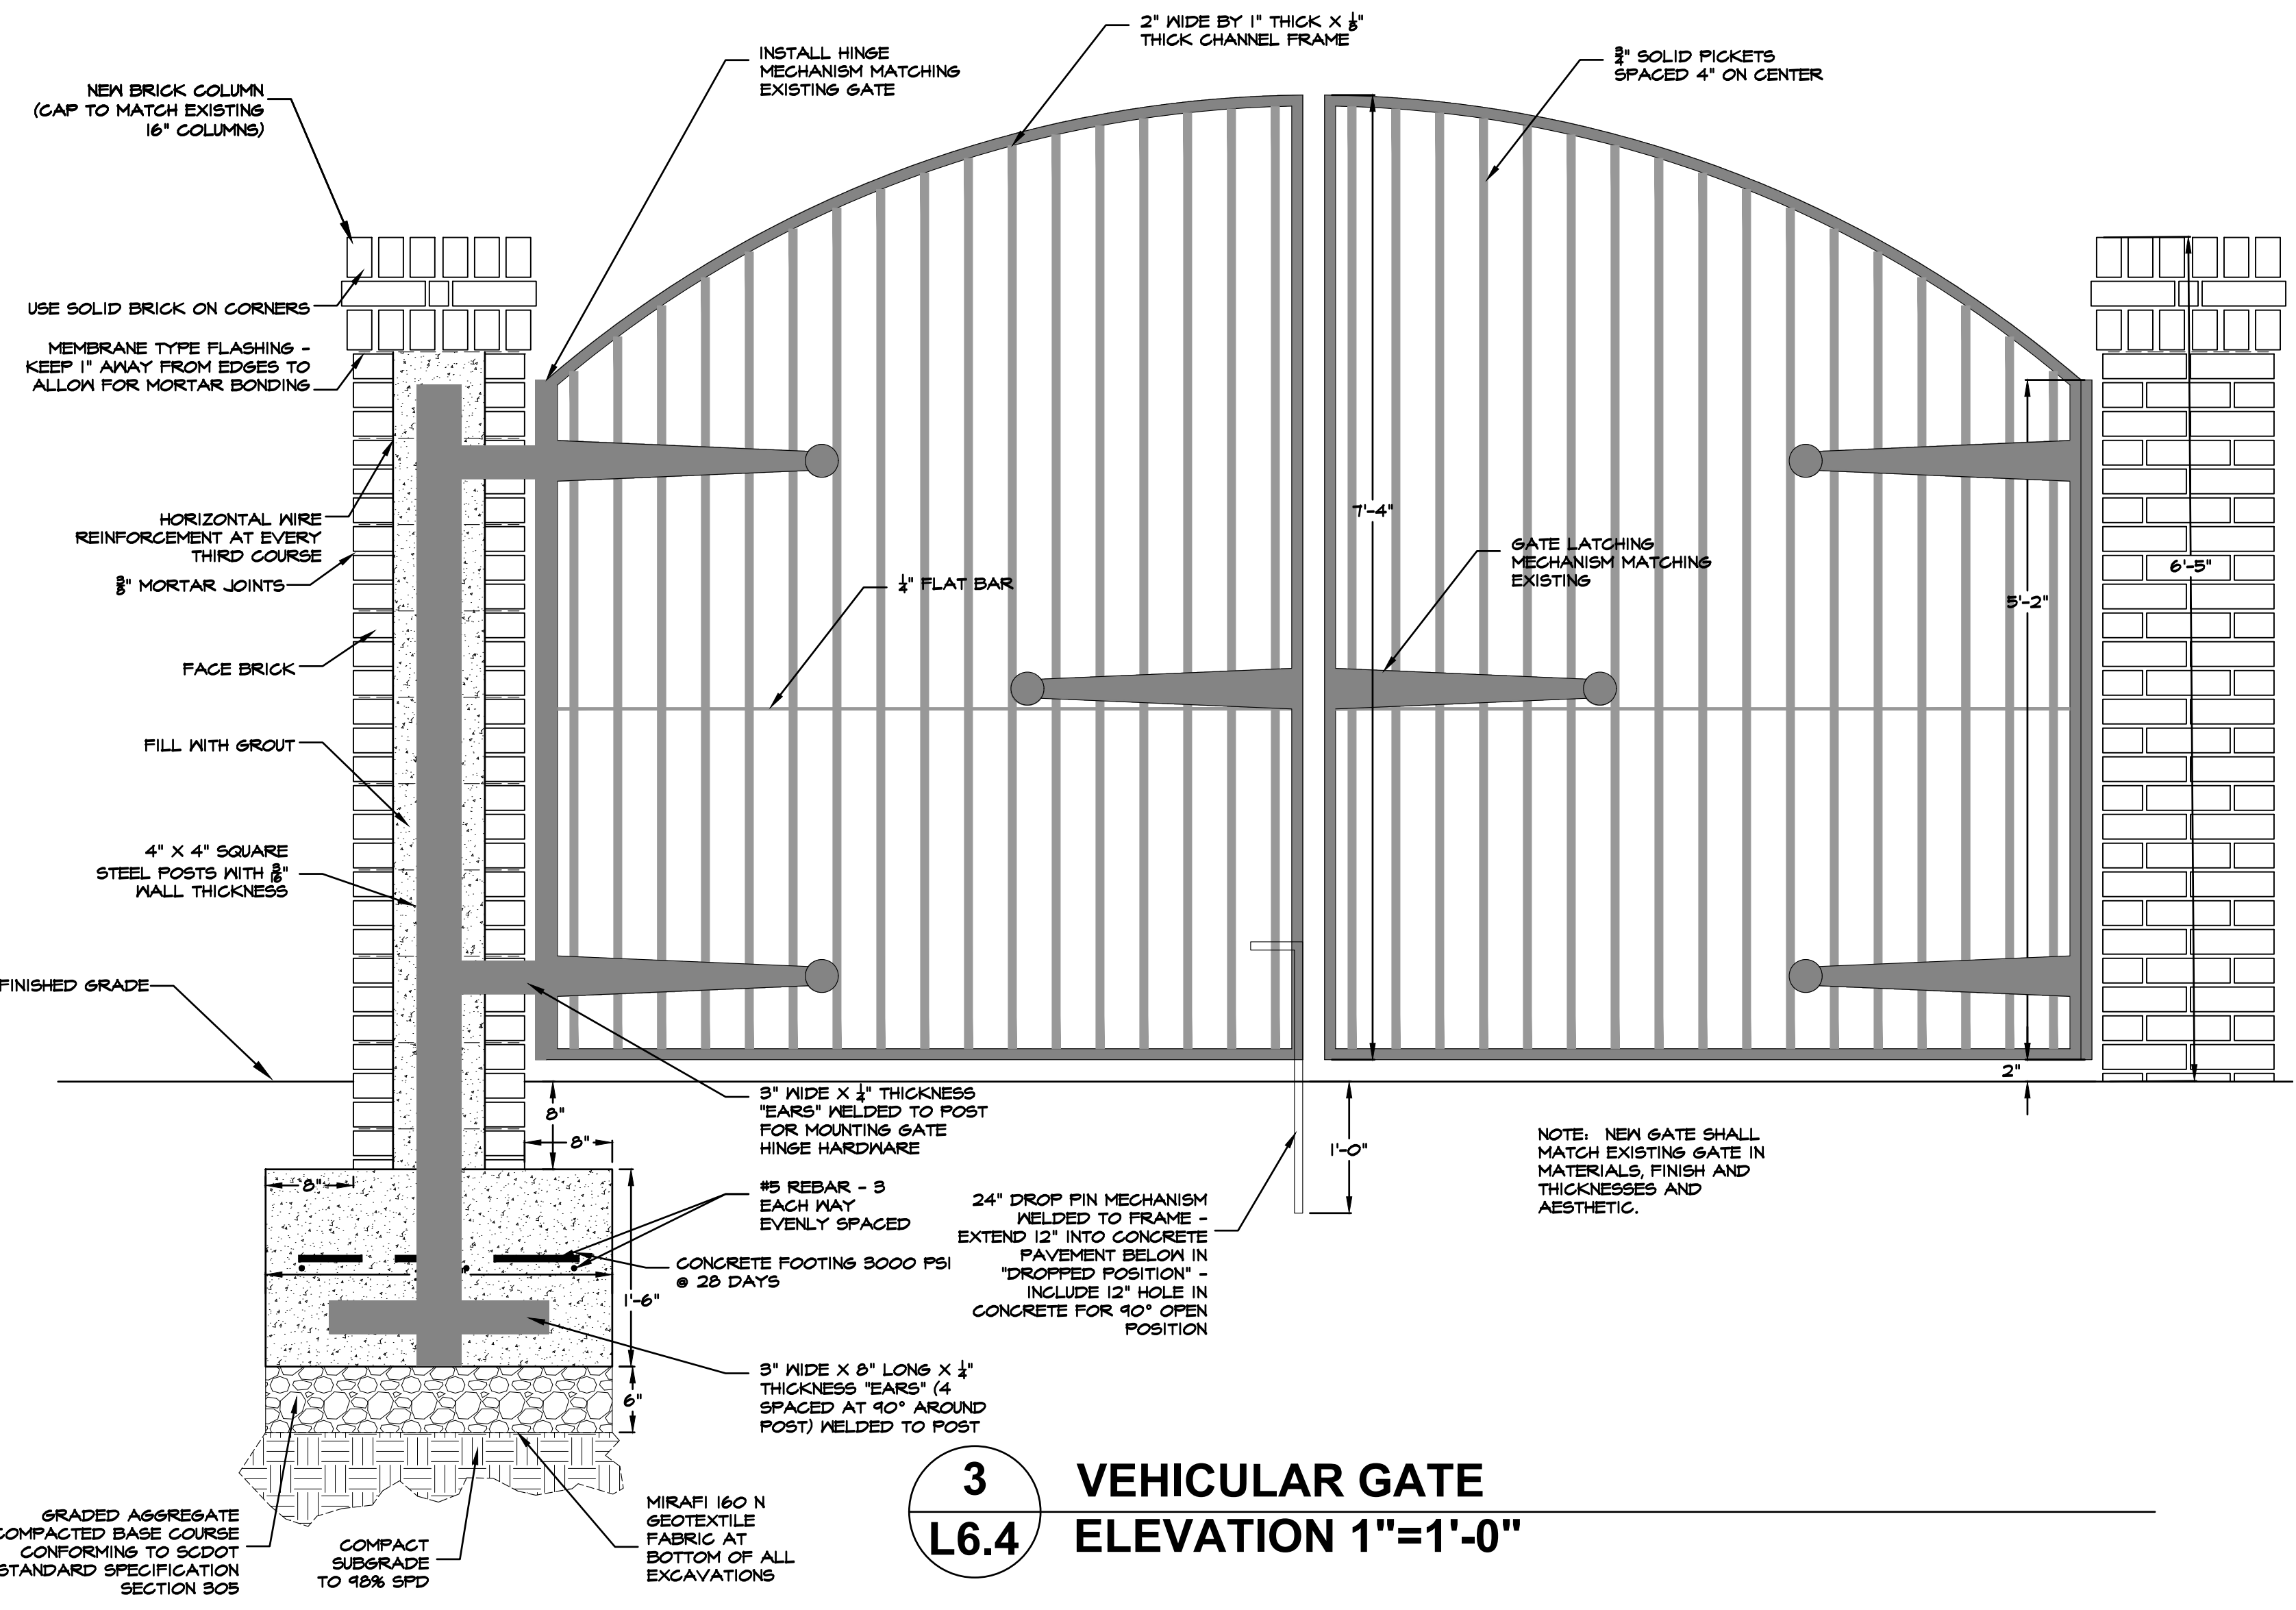 2" WIDE BY 1" THICK X 1/8"
THICK CHANNEL FRAME
INSTALL HINGE
MECHANISM MATCHING
EXISTING GATE
3/4" SOLID PICKETS
SPACED 4" ON CENTER
NEW BRICK COLUMN
(CAP TO MATCH EXISTING
16" COLUMNS)
USE SOLID BRICK ON CORNERS
MEMBRANE TYPE FLASHING -
KEEP 1" AWAY FROM EDGES TO
ALLOW FOR MORTAR BONDING
HORIZONTAL WIRE
REINFORCEMENT AT EVERY
THIRD COURSE
3/8" MORTAR JOINTS
FACE BRICK
FILL WITH GROUT
4" X 4" SQUARE
STEEL POSTS WITH 3/16"
WALL THICKNESS
FINISHED GRADE
1/4" FLAT BAR
7'-4"
GATE LATCHING
MECHANISM MATCHING
EXISTING
5'-2"
6'-5"
2"
3" WIDE X 1/4" THICKNESS
"EARS" WELDED TO POST
FOR MOUNTING GATE
HINGE HARDWARE
8"
8"
8"
#5 REBAR - 3
EACH WAY
EVENLY SPACED
CONCRETE FOOTING 3000 PSI
@ 28 DAYS
1'-6"
3" WIDE X 8" LONG X 1/4"
THICKNESS "EARS" (4
SPACED AT 90° AROUND
POST) WELDED TO POST
6"
24" DROP PIN MECHANISM
WELDED TO FRAME -
EXTEND 12" INTO CONCRETE
PAVEMENT BELOW IN
"DROPPED POSITION" -
INCLUDE 12" HOLE IN
CONCRETE FOR 90° OPEN
POSITION
1'-0"
NOTE: NEW GATE SHALL
MATCH EXISTING GATE IN
MATERIALS, FINISH AND
THICKNESSES AND
AESTHETIC.
GRADED AGGREGATE
COMPACTED BASE COURSE
CONFORMING TO SCDOT
STANDARD SPECIFICATION
SECTION 305
COMPACT
SUBGRADE
TO 98% SPD
MIRAFI 160 N
GEOTEXTILE
FABRIC AT
BOTTOM OF ALL
EXCAVATIONS
3
L6.4
VEHICULAR GATE
ELEVATION 1"=1'-0"